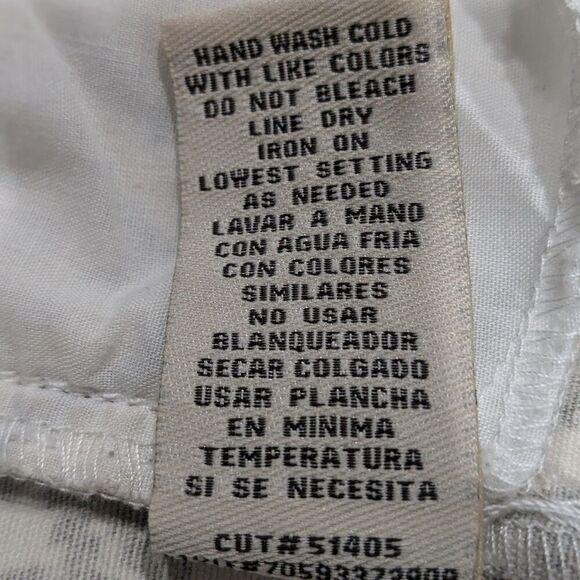 HAND WASH COLD
WITH LIKE COLORS
DO NOT BLEACH
LINE DRY
IRON ON
LOWEST SETTING
AS NEEDED
LAVAR A MANO
CON AGUA FRIA
CON COLORES
SIMILARES
NO USAR
BLANQUEADOR
SECAR COLGADO
USAR PLANCHA
EN MINIMA
TEMPERATURA
SI SE NECESITA
CUT#51405